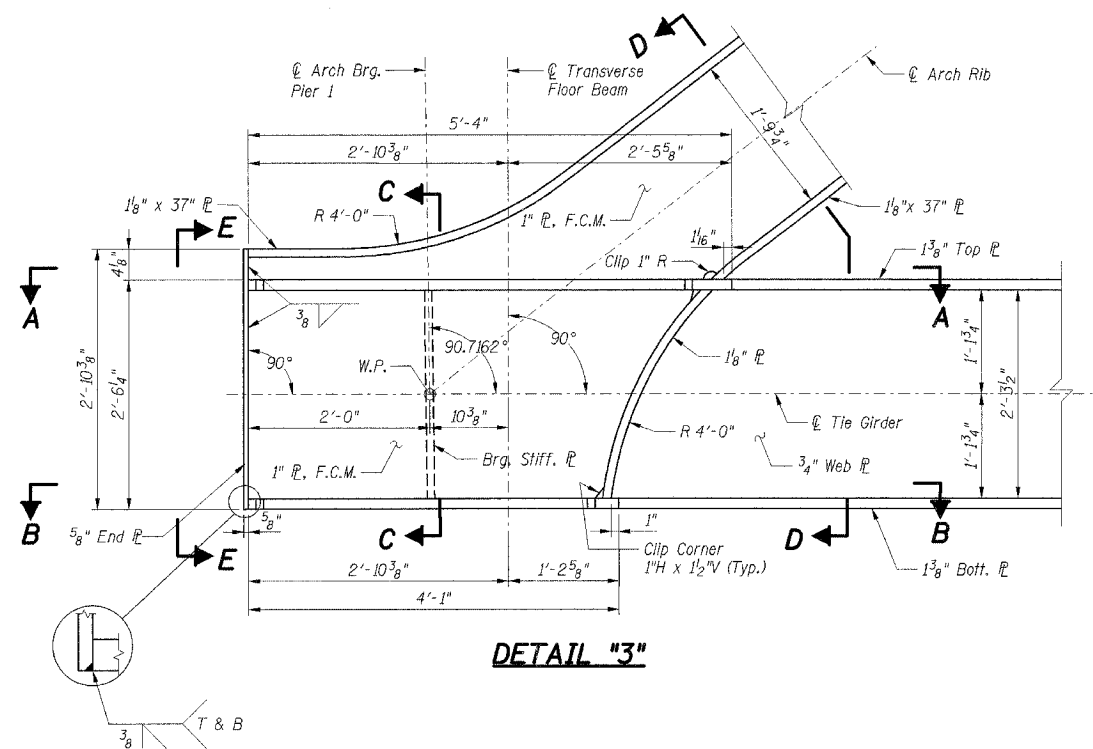 D
℄ Arch Brg.
Pier 1
℄ Transverse
Floor Beam
℄ Arch Rib
5'-4"
2'-10⅜"
2'-5⅝"
1'-9¾"
C
1⅛" x 37" ℙ
R 4'-0"
1" ℙ, F.C.M.
1⅛" x 37" ℙ
E
1¹⁄₁₆"
Clip 1" R
1⅜" Top ℙ
4⅛"
A
A
⅜
90.7162°
90°
1⅛" ℙ
1'-1¾"
90°
W.P.
2'-10⅜"
2'-6¼"
2'-3½"
2'-0"
10⅜"
℄ Tie Girder
R 4'-0"
1'-1¾"
1" ℙ, F.C.M.
Brg. Stiff. ℙ
¾" Web ℙ
B
B
⅝"
1"
⅝" End ℙ
E
C
D
Clip Corner
1"H x 1½"V (Typ.)
1⅜" Bott. ℙ
2'-10⅜"
1'-2⅝"
4'-1"
DETAIL "3"
T & B
⅜